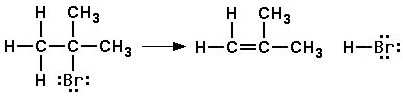 H CH₃ H CH₃
H—C—C—CH₃ → H—C=C—CH₃ H—Br:
H :Br: